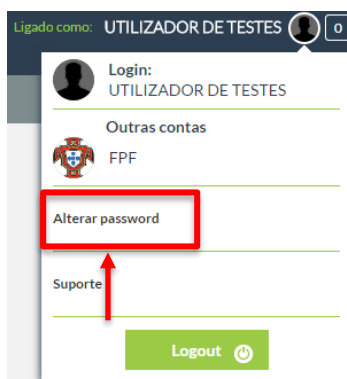 Ligado como: UTILIZADOR DE TESTES 0
Login:
UTILIZADOR DE TESTES
Outras contas
FPF
Alterar password
Suporte
Logout